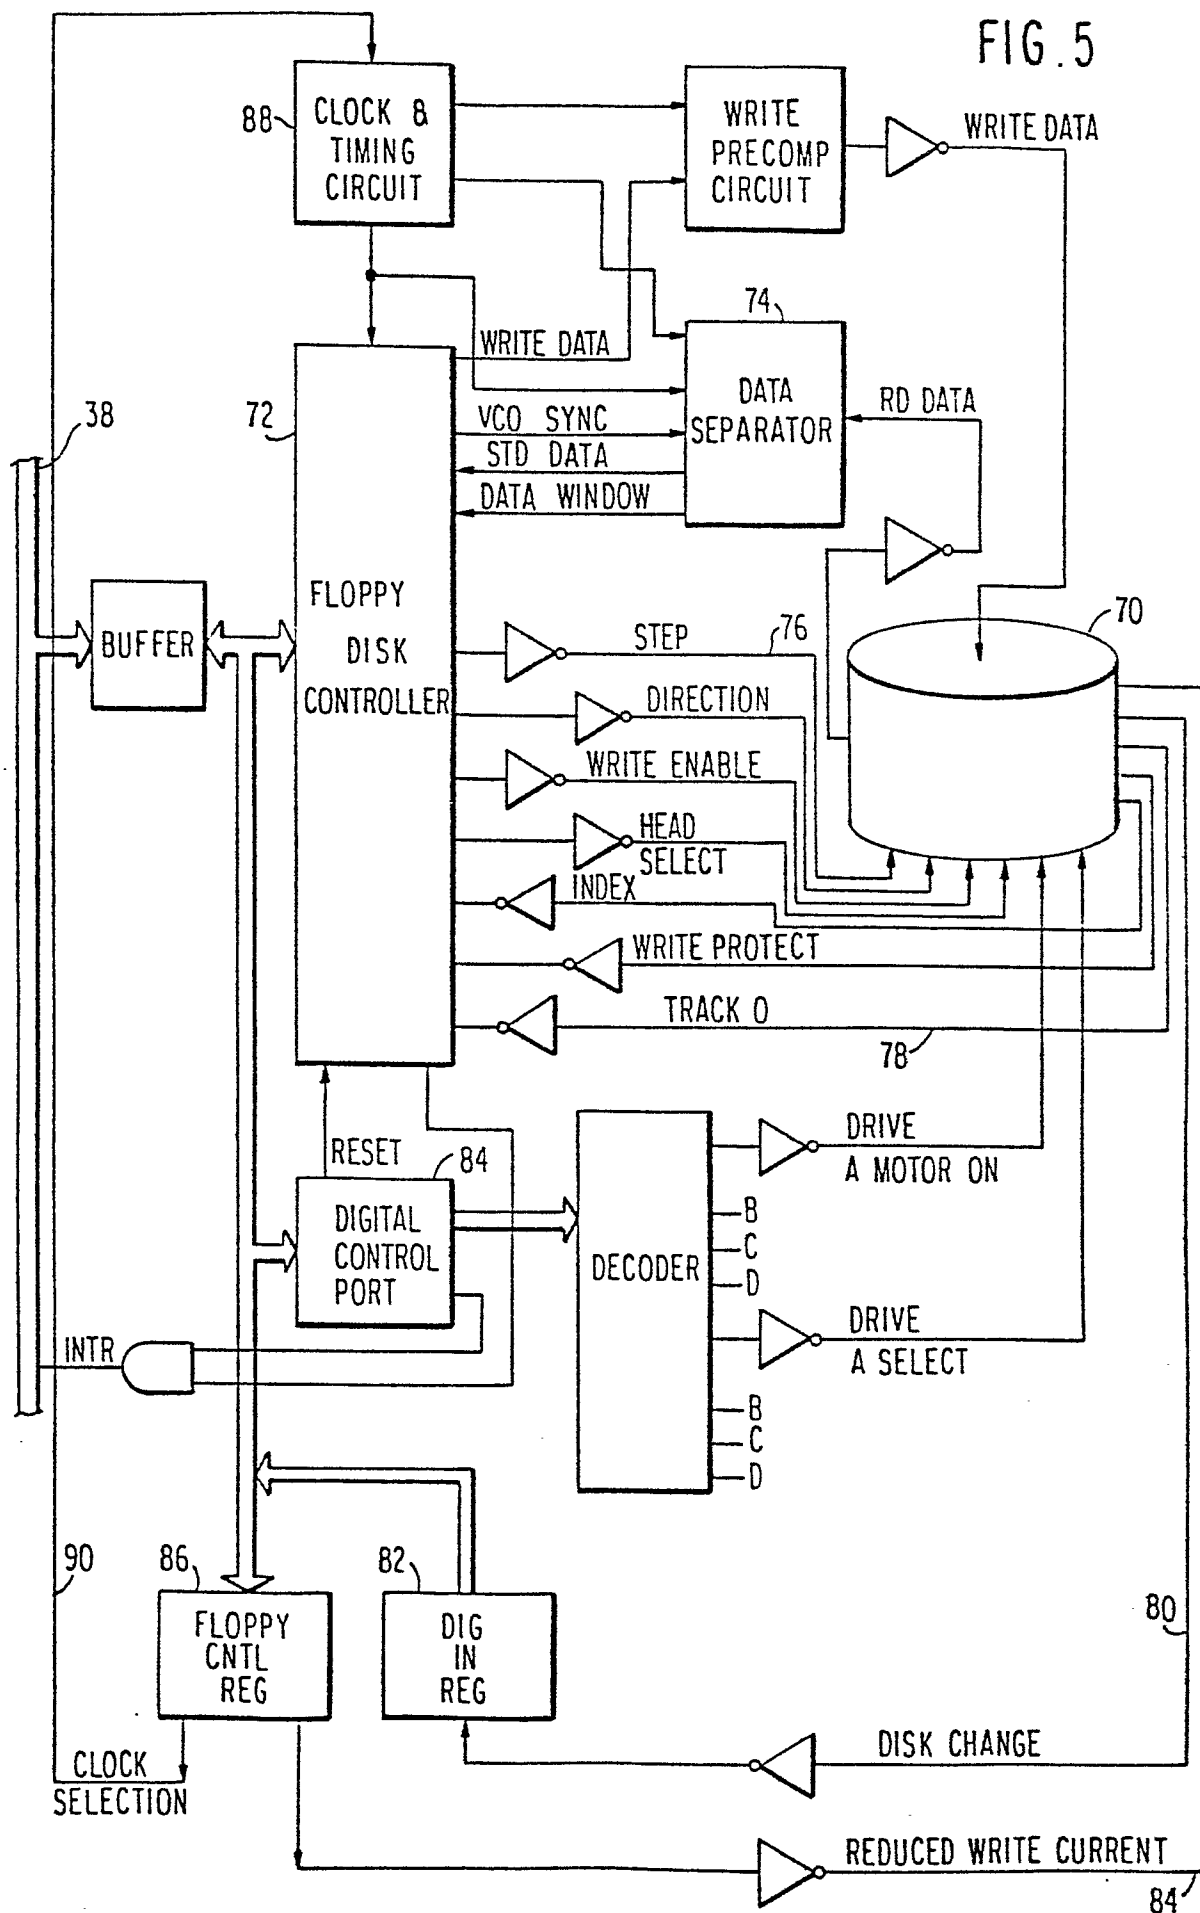 FIG. 5
88
CLOCK &
TIMING
CIRCUIT
WRITE
PRECOMP
CIRCUIT
WRITE DATA
74
WRITE DATA
DATA
SEPARATOR
RD DATA
38
72
VCO SYNC
STD DATA
DATA WINDOW
BUFFER
FLOPPY
DISK
CONTROLLER
STEP
76
70
DIRECTION
WRITE ENABLE
HEAD
SELECT
INDEX
WRITE PROTECT
TRACK 0
78
RESET
84
DIGITAL
CONTROL
PORT
DECODER
DRIVE
A MOTOR ON
B
C
D
DRIVE
A SELECT
B
C
D
INTR
90
86
82
80
FLOPPY
CNTL
REG
DIG
IN
REG
CLOCK
SELECTION
DISK CHANGE
REDUCED WRITE CURRENT
84